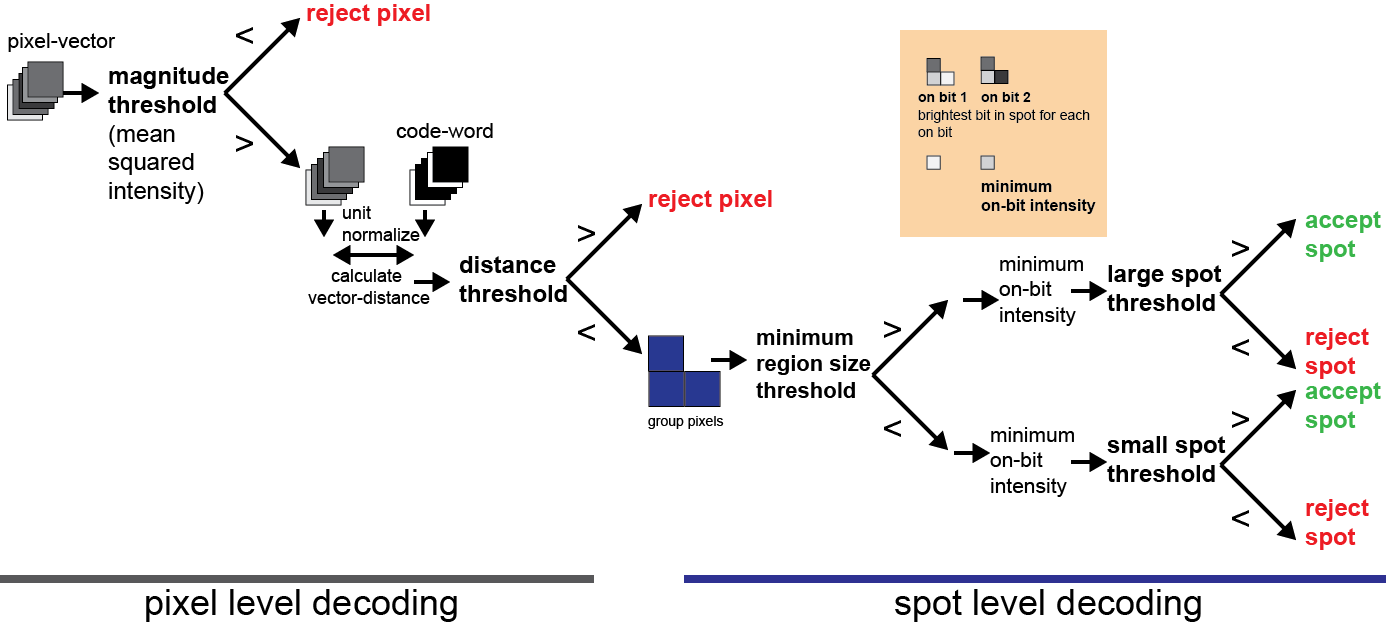 pixel-vector
magnitude
threshold
(mean
squared
intensity)
<
reject pixel
>
code-word
unit
normalize
calculate
vector-distance
distance
threshold
>
reject pixel
<
group pixels
minimum
region size
threshold
on bit 1
on bit 2
brightest bit in spot for each
on bit
minimum
on-bit intensity
>
minimum
on-bit
intensity
large spot
threshold
>
accept
spot
<
reject
spot
<
minimum
on-bit
intensity
small spot
threshold
>
accept
spot
<
reject
spot
pixel level decoding
spot level decoding